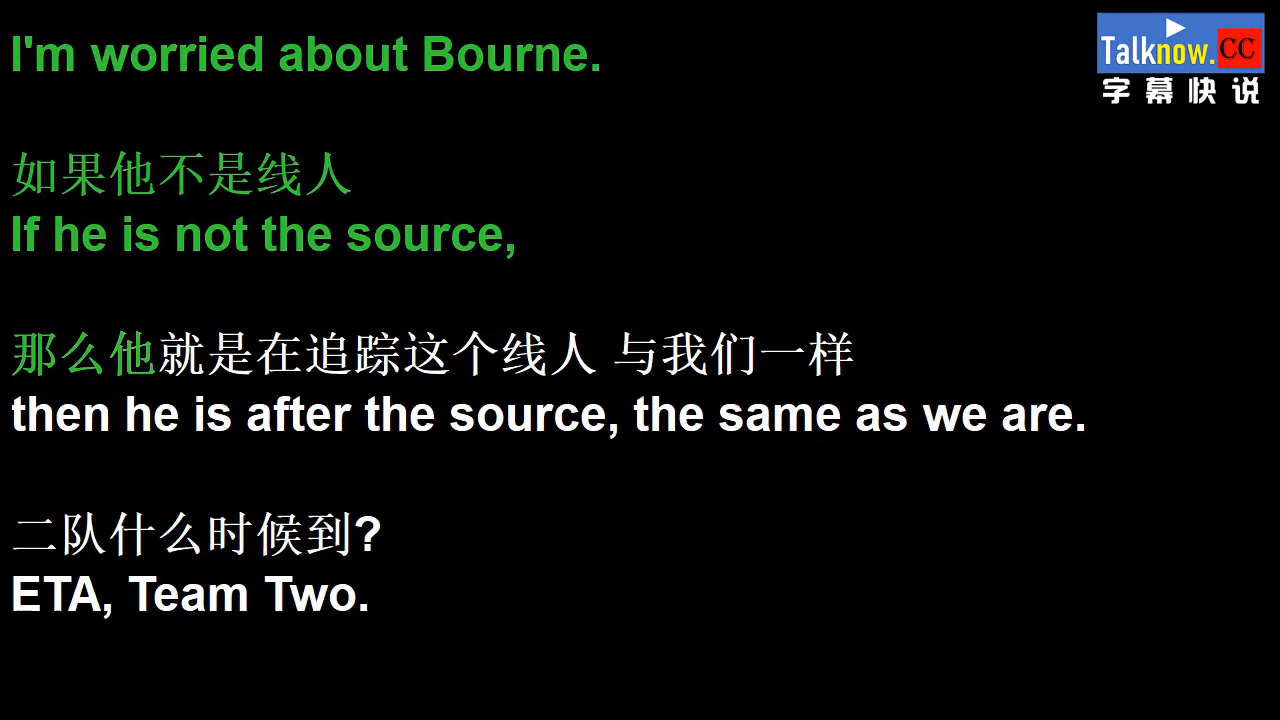 I'm worried about Bourne.
Talknow.CC
字幕快说
如果他不是线人
If he is not the source,
那么他就是在追踪这个线人 与我们一样
then he is after the source, the same as we are.
二队什么时候到?
ETA, Team Two.